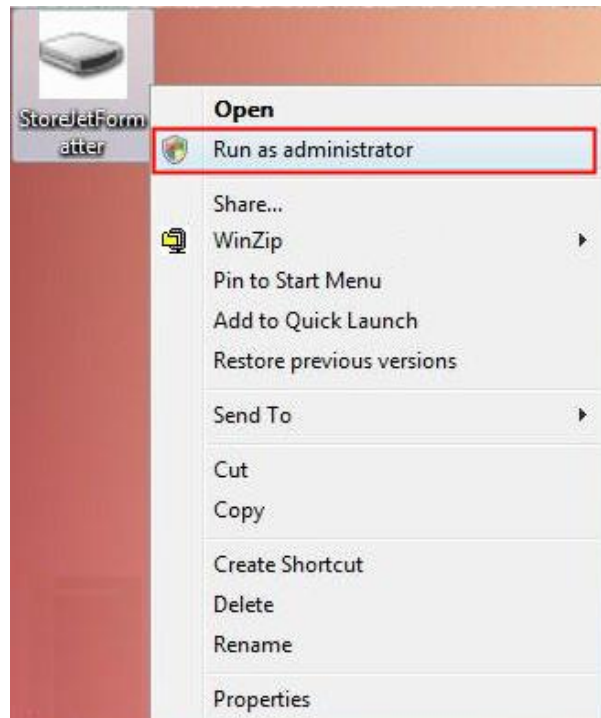 StoreJetForm
atter
Open
Run as administrator
Share...
WinZip
Pin to Start Menu
Add to Quick Launch
Restore previous versions
Send To
Cut
Copy
Create Shortcut
Delete
Rename
Properties